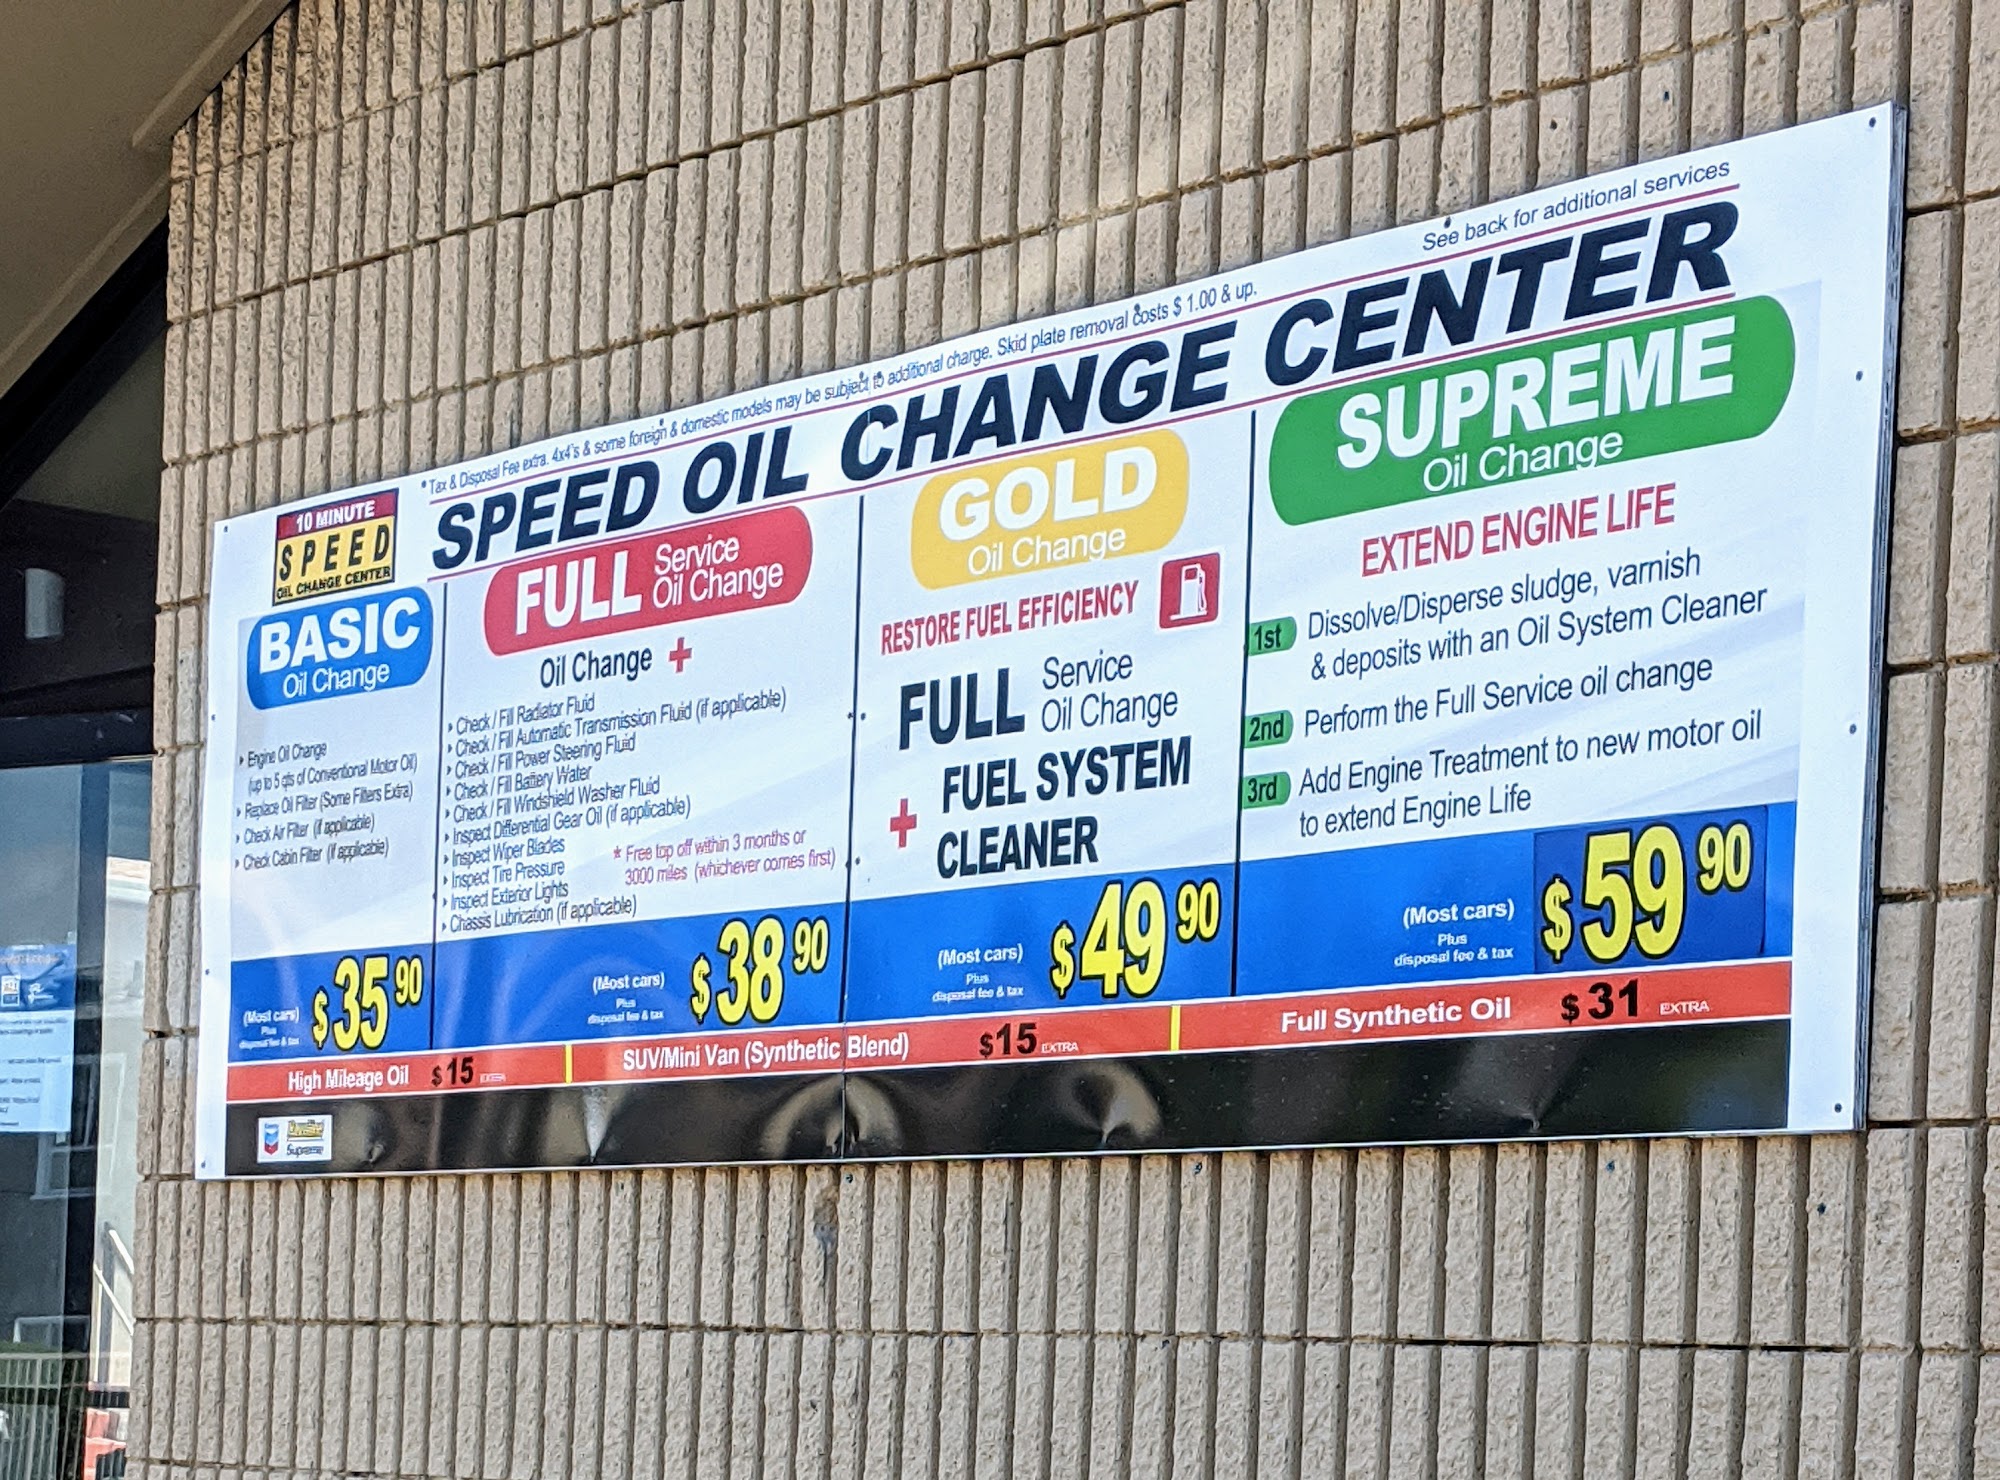 See back for additional services
* Tax & Disposal Fee extra. 4x4's & some foreign & domestic models may be subject to additional charge. Skid plate removal costs $ 1.00 & up.
SPEED OIL CHANGE CENTER
10 MINUTE
SPEED
OIL CHANGE CENTER
BASIC
Oil Change
Engine Oil Change
(up to 5 qts of Conventional Motor Oil)
Replace Oil Filter (Some Filters Extra)
Check Air Filter (if applicable)
Check Cabin Filter (if applicable)
(Most cars)
Plus
disposal fee & tax
$35 90
FULL Service
Oil Change
Oil Change +
Check / Fill Radiator Fluid
Check / Fill Automatic Transmission Fluid (if applicable)
Check / Fill Power Steering Fluid
Check / Fill Battery Water
Check / Fill Windshield Washer Fluid
Inspect Differential Gear Oil (if applicable)
Inspect Wiper Blades
Inspect Tire Pressure
Inspect Exterior Lights
Chassis Lubrication (if applicable)
* Free top off within 3 months or
3000 miles (whichever comes first)
(Most cars)
Plus
disposal fee & tax
$38 90
GOLD
Oil Change
RESTORE FUEL EFFICIENCY
FULL Service
Oil Change
+ FUEL SYSTEM
CLEANER
(Most cars)
Plus
disposal fee & tax
$49 90
SUPREME
Oil Change
EXTEND ENGINE LIFE
1st Dissolve/Disperse sludge, varnish
& deposits with an Oil System Cleaner
2nd Perform the Full Service oil change
3rd Add Engine Treatment to new motor oil
to extend Engine Life
(Most cars)
Plus
disposal fee & tax
$59 90
High Mileage Oil $15 EXTRA
SUV/Mini Van (Synthetic Blend) $15 EXTRA
Full Synthetic Oil $31 EXTRA
Supreme